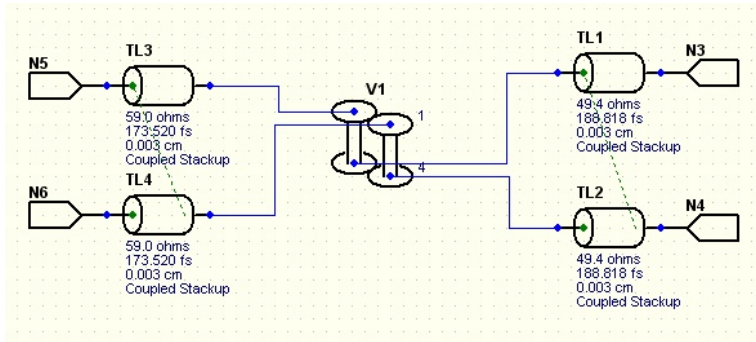 TL3
N5
59.0 ohms
173.520 fs
0.003 cm
Coupled Stackup
TL4
N6
59.0 ohms
173.520 fs
0.003 cm
Coupled Stackup
V1
1
4
TL1
N3
49.4 ohms
188.818 fs
0.003 cm
Coupled Stackup
TL2
N4
49.4 ohms
188.818 fs
0.003 cm
Coupled Stackup